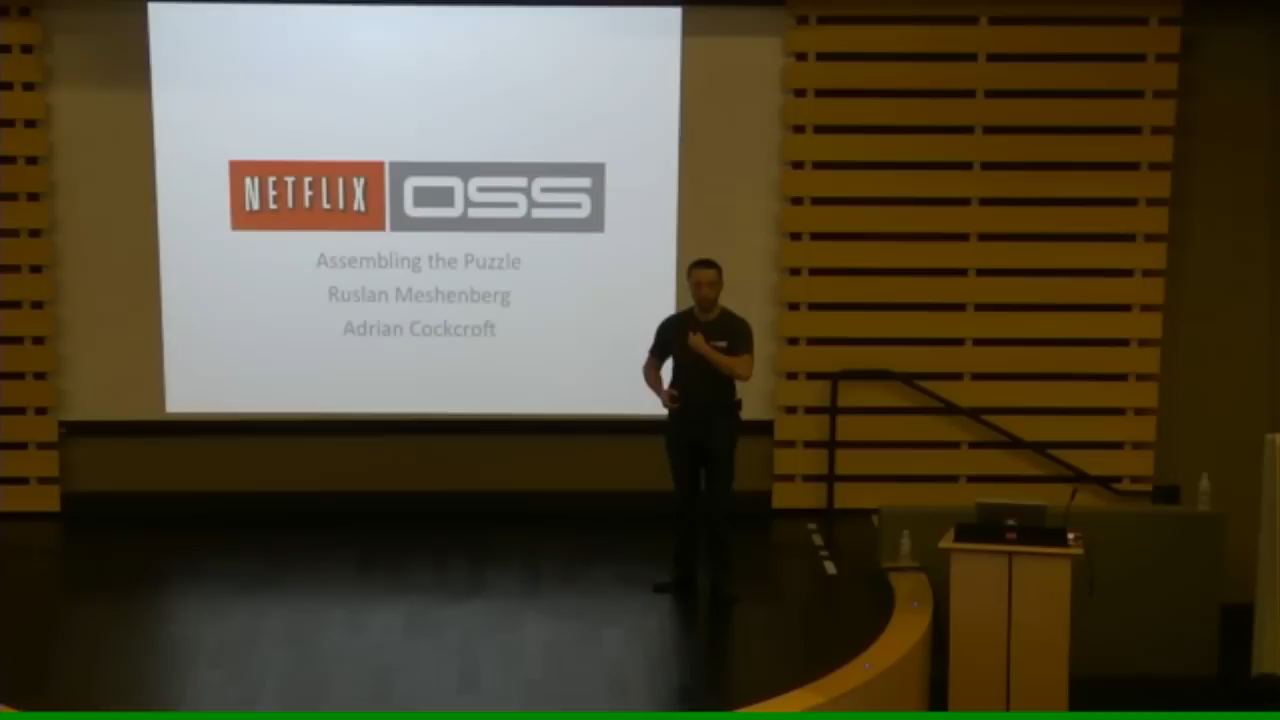 NETFLIX OSS
Assembling the Puzzle
Ruslan Meshenberg
Adrian Cockcroft